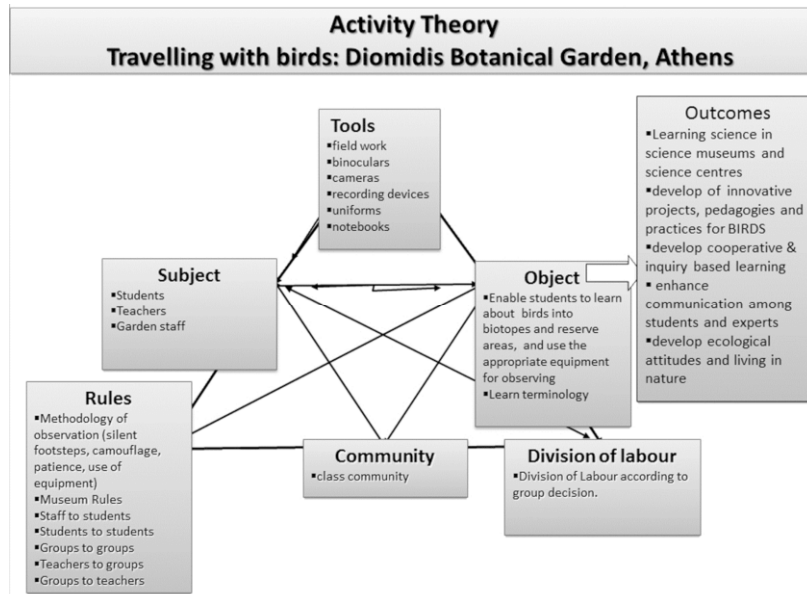 Activity Theory
Travelling with birds: Diomidis Botanical Garden, Athens
Tools
▪field work
▪binoculars
▪cameras
▪recording devices
▪uniforms
▪notebooks
Outcomes
▪Learning science in
science museums and
science centres
▪develop of innovative
projects, pedagogies and
practices for BIRDS
▪develop cooperative &
inquiry based learning
▪ enhance
communication among
students and experts
▪develop ecological
attitudes and living in
nature
Subject
▪Students
▪Teachers
▪Garden staff
Object
▪Enable students to learn
about birds into
biotopes and reserve
areas, and use the
appropriate equipment
for observing
▪Learn terminology
Rules
▪Methodology of
observation (silent
footsteps, camouflage,
patience, use of
equipment)
▪Museum Rules
▪Staff to students
▪Students to students
▪Groups to groups
▪Teachers to groups
▪Groups to teachers
Community
▪class community
Division of labour
▪Division of Labour according to
group decision.